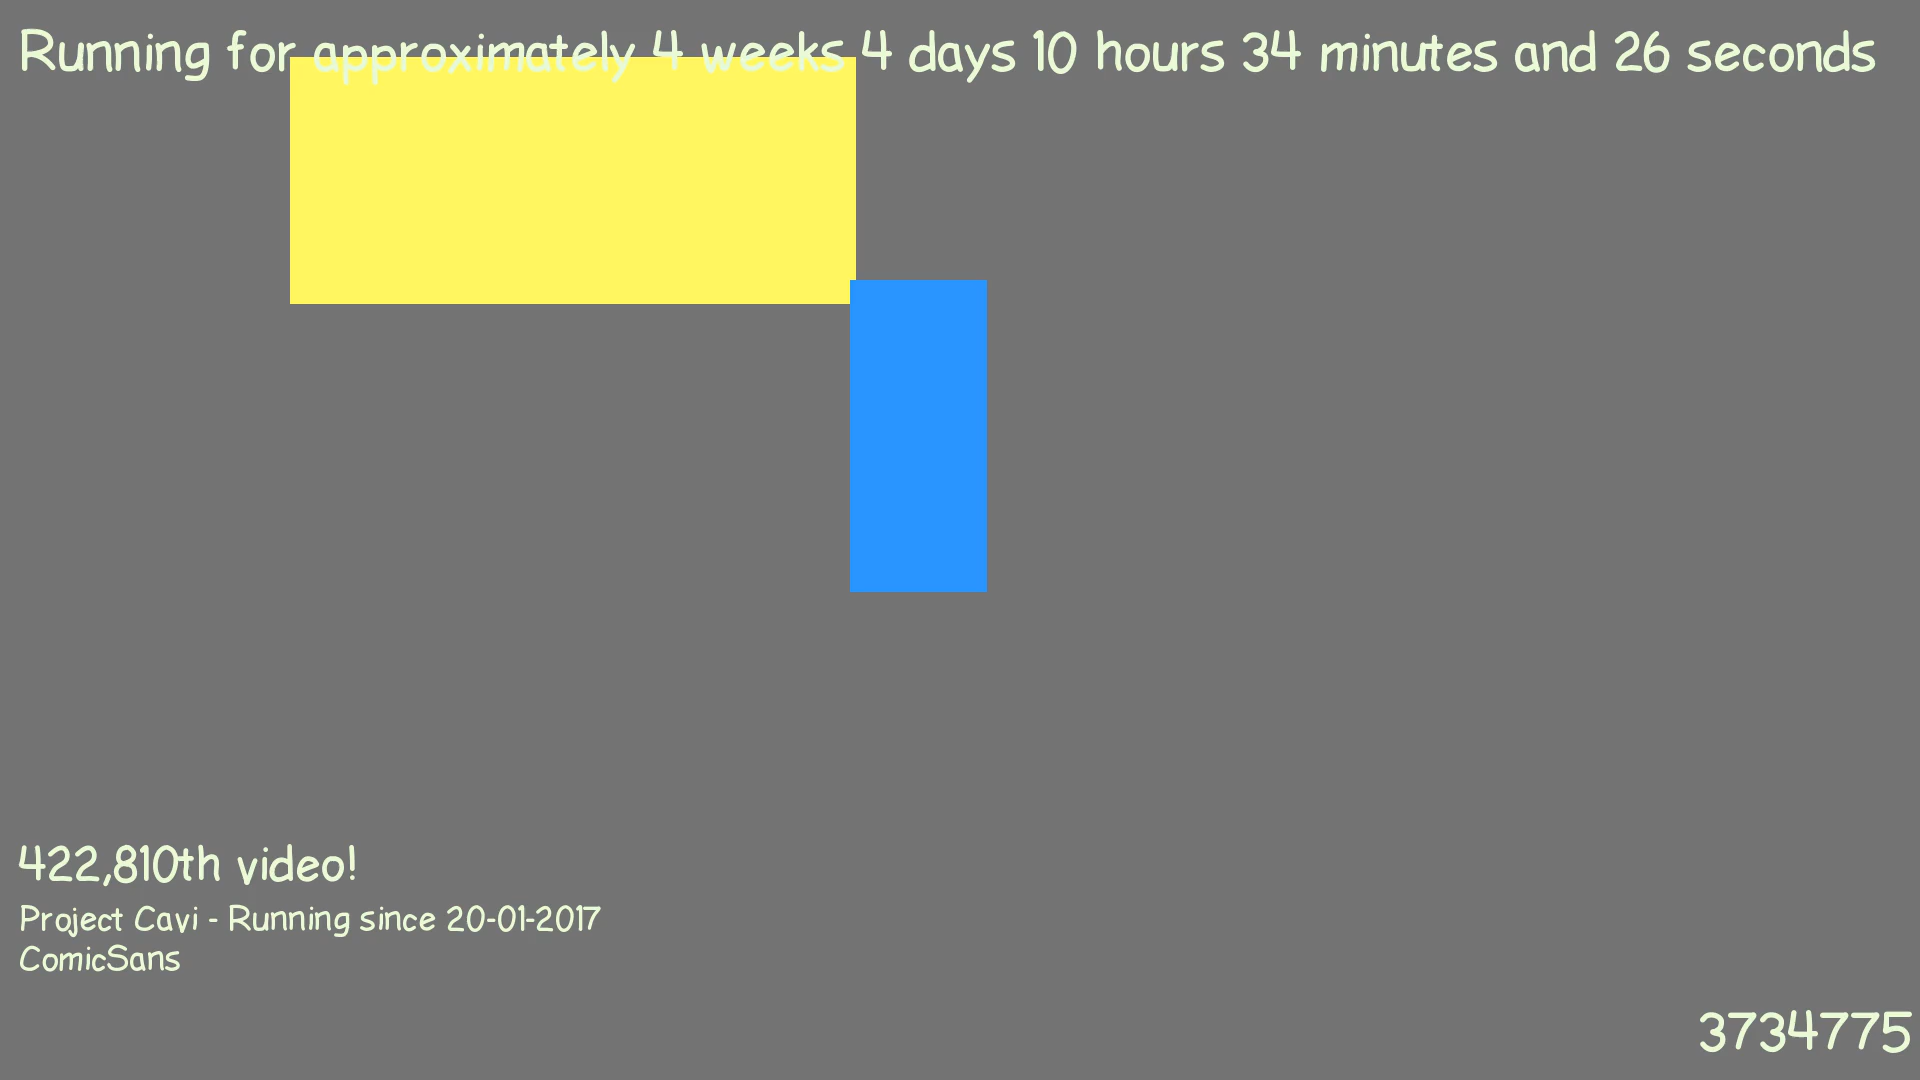 Running for approximately 4 weeks 4 days 10 hours 34 minutes and 26 seconds
422,810th video!
Project Cavi - Running since 20-01-2017
ComicSans
3734775